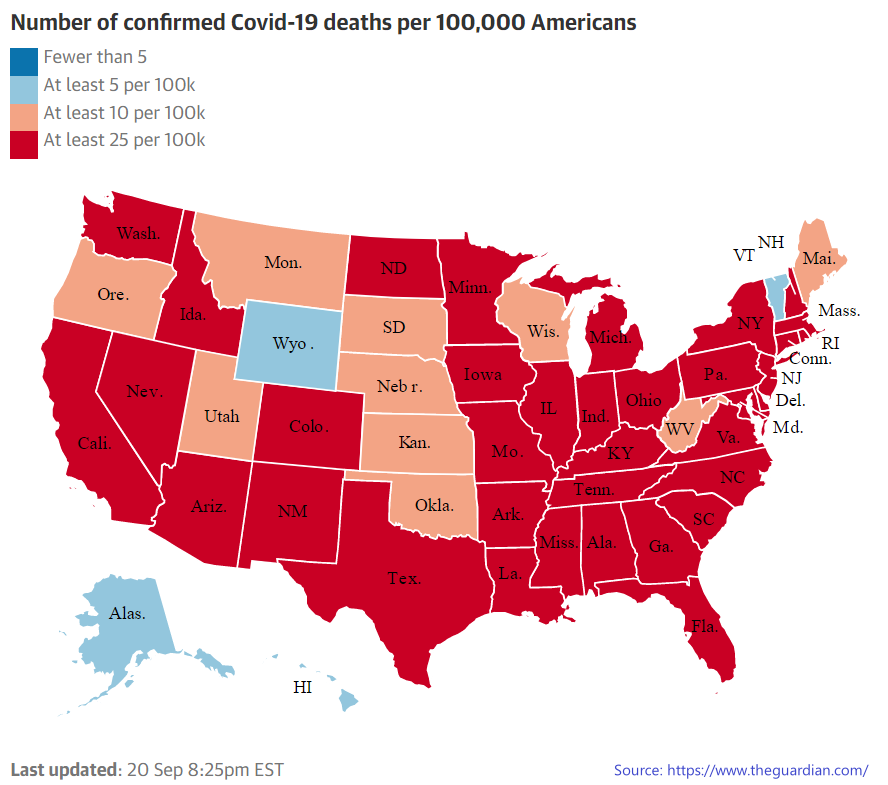 Number of confirmed Covid-19 deaths per 100,000 Americans
Fewer than 5
At least 5 per 100k
At least 10 per 100k
At least 25 per 100k
Wash.
Mon.
ND
Minn.
VT
NH
Mai.
Ore.
Ida.
Wyo .
SD
Wis.
Mich.
NY
Mass.
RI
Conn.
Nev.
Utah
Colo.
Neb r.
Iowa
IL
Ind.
Ohio
Pa.
NJ
Del.
Md.
Cali.
Kan.
Mo.
KY
WV
Va.
Ariz.
NM
Okla.
Ark.
Tenn.
NC
SC
Tex.
La.
Miss.
Ala.
Ga.
Fla.
Alas.
HI
Last updated: 20 Sep 8:25pm EST
Source: https://www.theguardian.com/